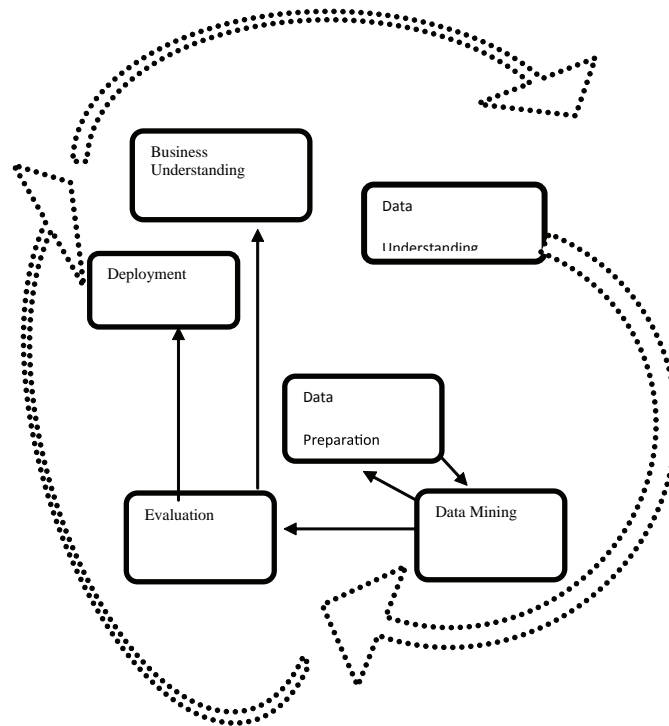 Business
Understanding
Data
Understanding
Deployment
Data
Preparation
Evaluation
Data Mining